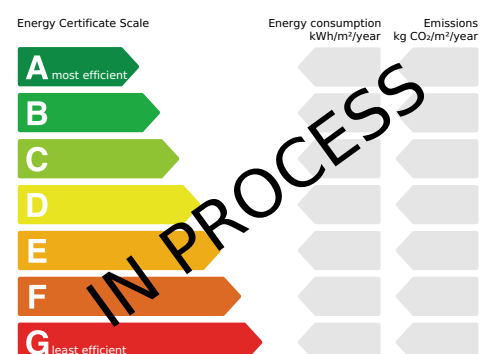 Energy Certificate Scale
Energy consumption
kWh/m²/year
Emissions
kg CO₂/m²/year
A most efficient
B
C
D
E
F
G least efficient
IN PROCESS